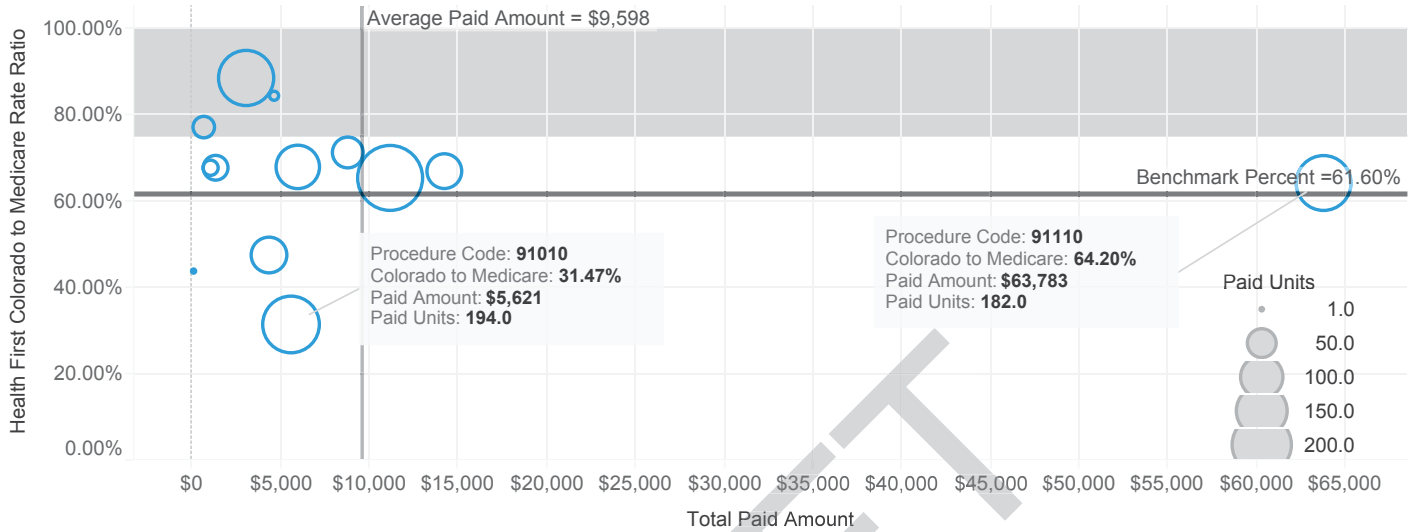 Average Paid Amount = $9,598
Health First Colorado to Medicare Rate Ratio
100.00%
80.00%
60.00%
40.00%
20.00%
0.00%
Benchmark Percent =61.60%
Procedure Code: 91010
Colorado to Medicare: 31.47%
Paid Amount: $5,621
Paid Units: 194.0
Procedure Code: 91110
Colorado to Medicare: 64.20%
Paid Amount: $63,783
Paid Units: 182.0
Paid Units
1.0
50.0
100.0
150.0
200.0
$0 $5,000 $10,000 $15,000 $20,000 $25,000 $30,000 $35,000 $40,000 $45,000 $50,000 $55,000 $60,000 $65,000
Total Paid Amount